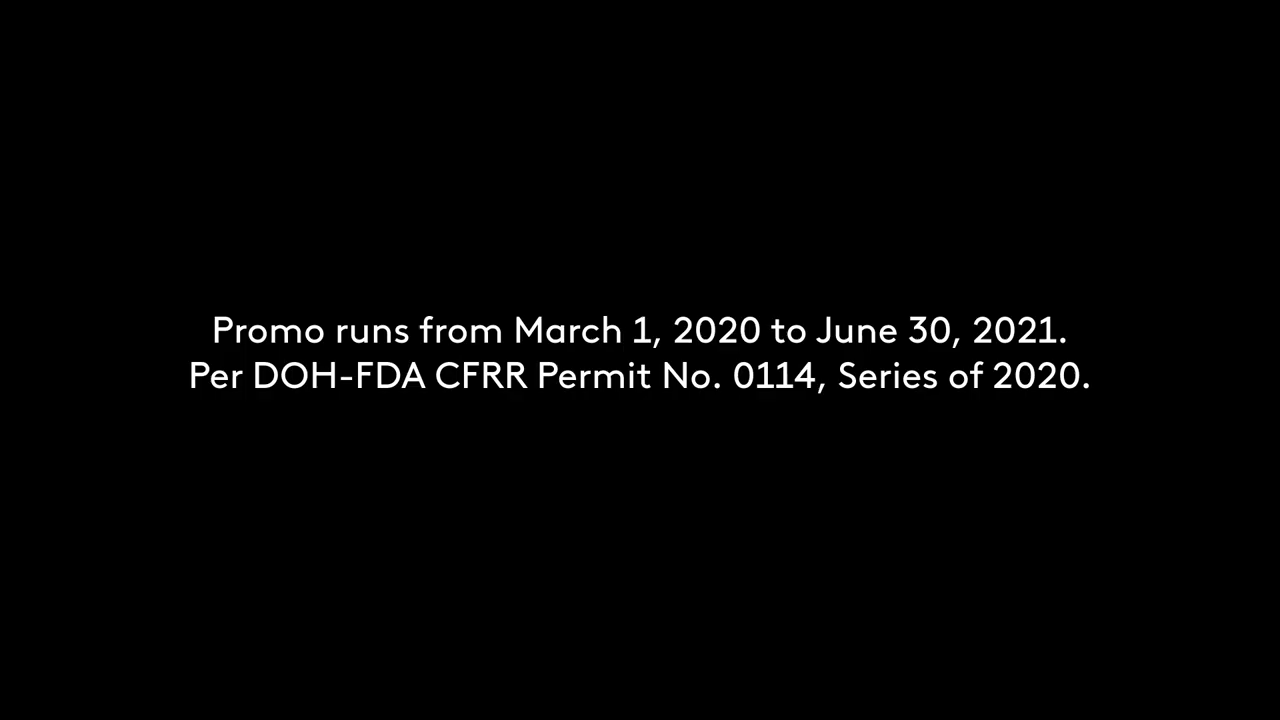 Promo runs from March 1, 2020 to June 30, 2021.
Per DOH-FDA CFRR Permit No. 0114, Series of 2020.